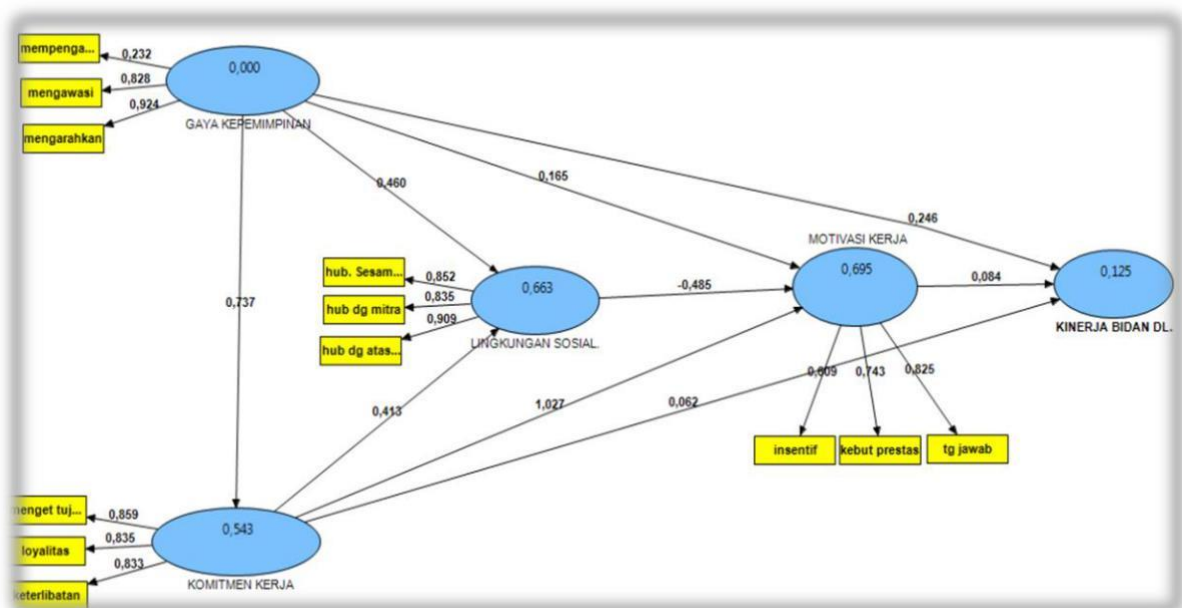 mempenga...
0,232
0,000
0,828
mengawasi
0,924
mengarahkan
GAYA KEPEMIMPINAN
0,460
0,165
0,246
MOTIVASI KERJA
hub. Sesam...
0,852
0,663
0,695
0,084
0,125
0,737
hub dg mitra
0,835
-0,485
hub dg atas...
0,909
LINGKUNGAN SOSIAL.
KINERJA BIDAN DL.
0,609
0,743
0,825
0,413
1,027
0,062
insentif
kebut prestas
tg jawab
menget tuj...
0,859
0,543
loyalitas
0,835
0,833
keterlibatan
KOMITMEN KERJA